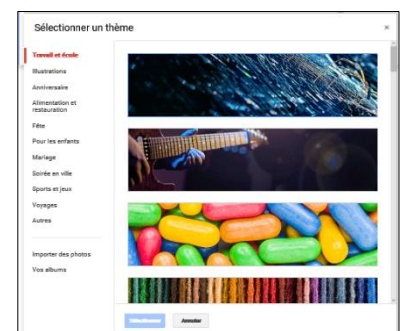 Sélectionner un thème
×
Travail et école
Illustrations
Anniversaire
Alimentation et
restauration
Fête
Pour les enfants
Mariage
Soirée en ville
Sports et jeux
Voyages
Autres
Importer des photos
Vos albums
Sélectionner
Annuler